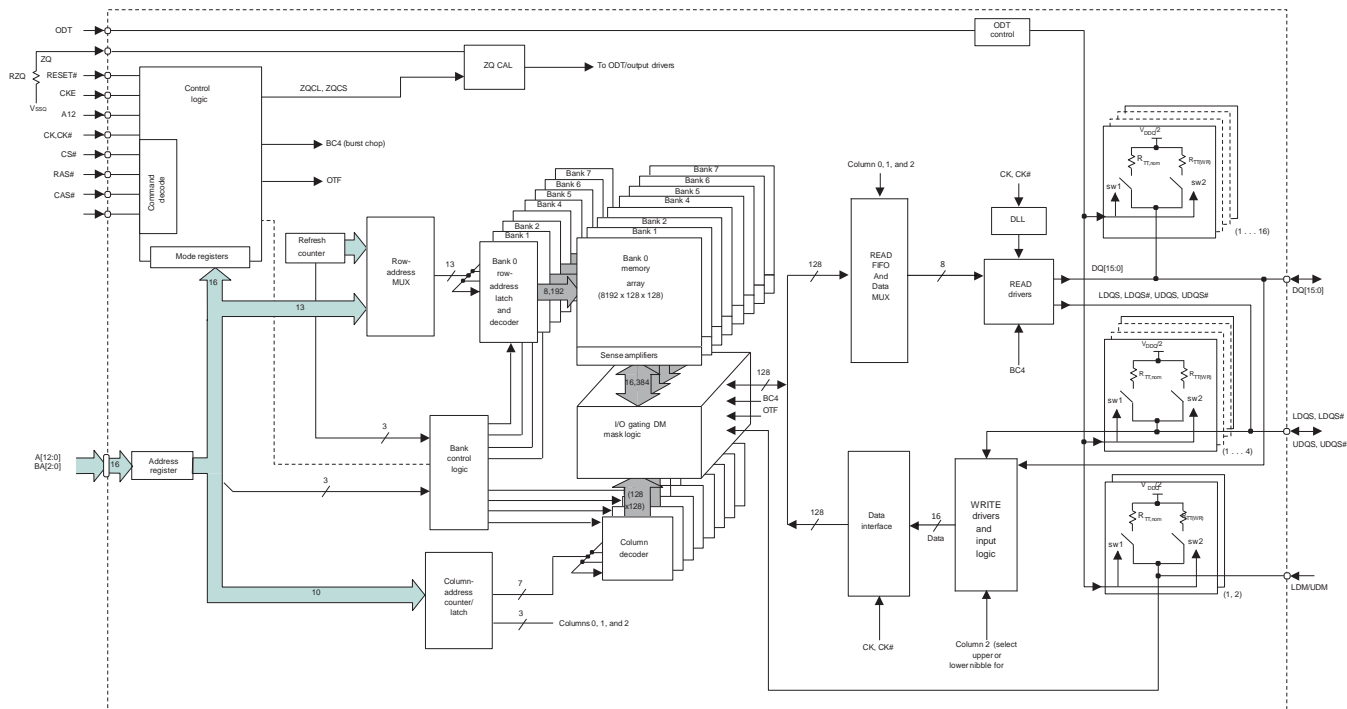 ODT
ODT
control
ZQ
RZQ
VSSQ
RESET#
CKE
A12
CK,CK#
CS#
RAS#
CAS#
Control
logic
Command
decode
Mode registers
ZQCL, ZQCS
ZQ CAL
To ODT/output drivers
BC4 (burst chop)
OTF
Refresh
counter
Row-
address
MUX
13
16
13
Bank 7
Bank 6
Bank 5
Bank 4
Bank 2
Bank 1
Bank 0
row-
address
latch
and
decoder
8,192
Bank 7
Bank 6
Bank 5
Bank 4
Bank 2
Bank 1
Bank 0
memory
array
(8192 x 128 x 128)
Sense amplifiers
16,384
I/O gating DM
mask logic
128
BC4
OTF
(128
x128)
Column
decoder
3
Bank
control
logic
3
A[12:0]
BA[2:0]
16
Address
register
10
Column-
address
counter/
latch
7
3
Columns 0, 1, and 2
Column 0, 1, and 2
128
READ
FIFO
And
Data
MUX
8
CK, CK#
DLL
READ
drivers
BC4
DQ[15:0]
LDQS, LDQS#, UDQS, UDQS#
128
Data
interface
16
Data
WRITE
drivers
and
input
logic
CK, CK#
Column 2 (select
upper or
lower nibble for
VDDQ/2
RTT,nom
RTT(WR)
sw1
sw2
(1 . . . 16)
DQ[15:0]
VDDQ/2
RTT,nom
RTT(WR)
sw1
sw2
(1 . . . 4)
LDQS, LDQS#
UDQS, UDQS#
VDDQ/2
RTT,nom
RTT(WR)
sw1
sw2
(1, 2)
LDM/UDM